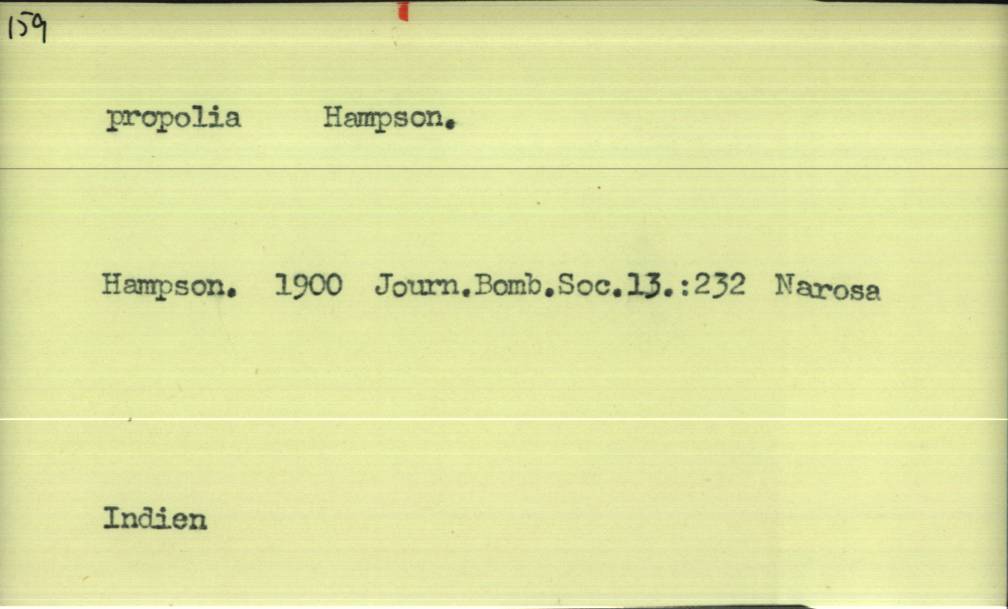 159
propolia Hampson.
Hampson. 1900 Journ.Bomb.Soc.13.:232 Narosa
Indien